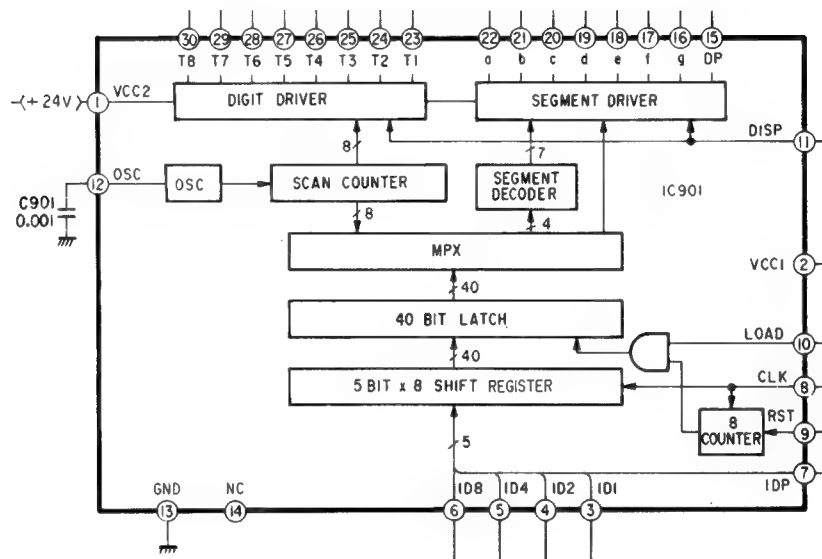 30 29 28 27 26 25 24 23 22 21 20 19 18 17 16 15
T8 T7 T6 T5 T4 T3 T2 T1 a b c d e f g DP
-(+24V) 1 VCC2
DIGIT DRIVER
SEGMENT DRIVER
DISP
11
8
7
12 OSC
OSC
SCAN COUNTER
SEGMENT
DECODER
IC901
C901
0.001
8
4
MPX
VCC1
2
40
40 BIT LATCH
LOAD
10
40
CLK
8
5 BIT x 8 SHIFT REGISTER
8
COUNTER
RST
9
5
7
IDP
GND
NC
ID8 ID4 ID2 ID1
13 14 6 5 4 3